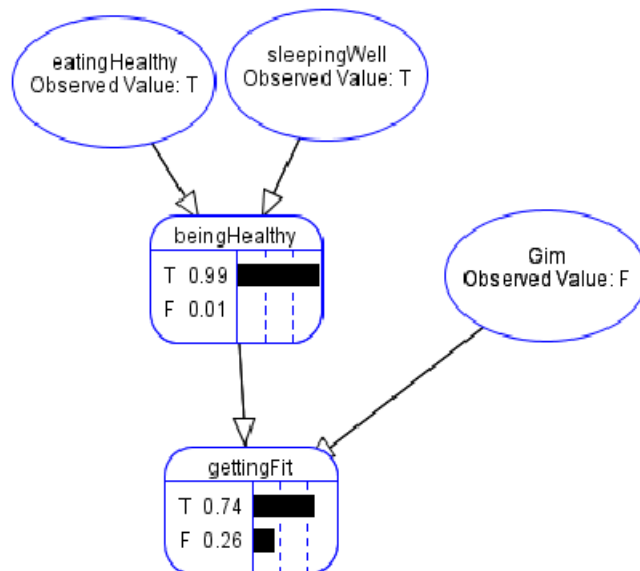 eatingHealthy
Observed Value: T
sleepingWell
Observed Value: T
beingHealthy
T 0.99
F 0.01
Gim
Observed Value: F
gettingFit
T 0.74
F 0.26